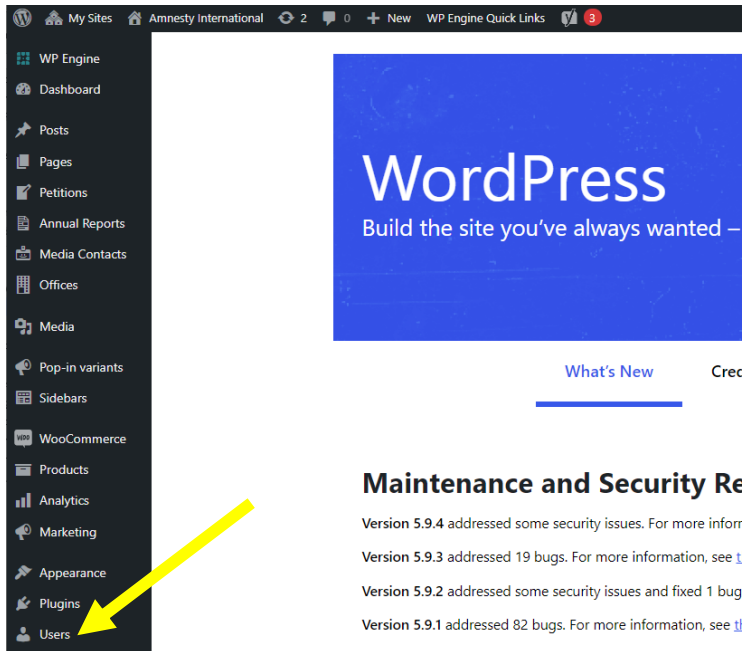 My Sites Amnesty International 2 0 + New WP Engine Quick Links 3
WP Engine
Dashboard
Posts
Pages
Petitions
Annual Reports
Media Contacts
Offices
Media
Pop-in variants
Sidebars
WooCommerce
Products
Analytics
Marketing
Appearance
Plugins
Users
WordPress
Build the site you've always wanted –
What's New
Maintenance and Security
Version 5.9.4 addressed some security issues. For more
Version 5.9.3 addressed 19 bugs. For more information, see
Version 5.9.2 addressed some security issues and fixed 1 bug
Version 5.9.1 addressed 82 bugs. For more information, see